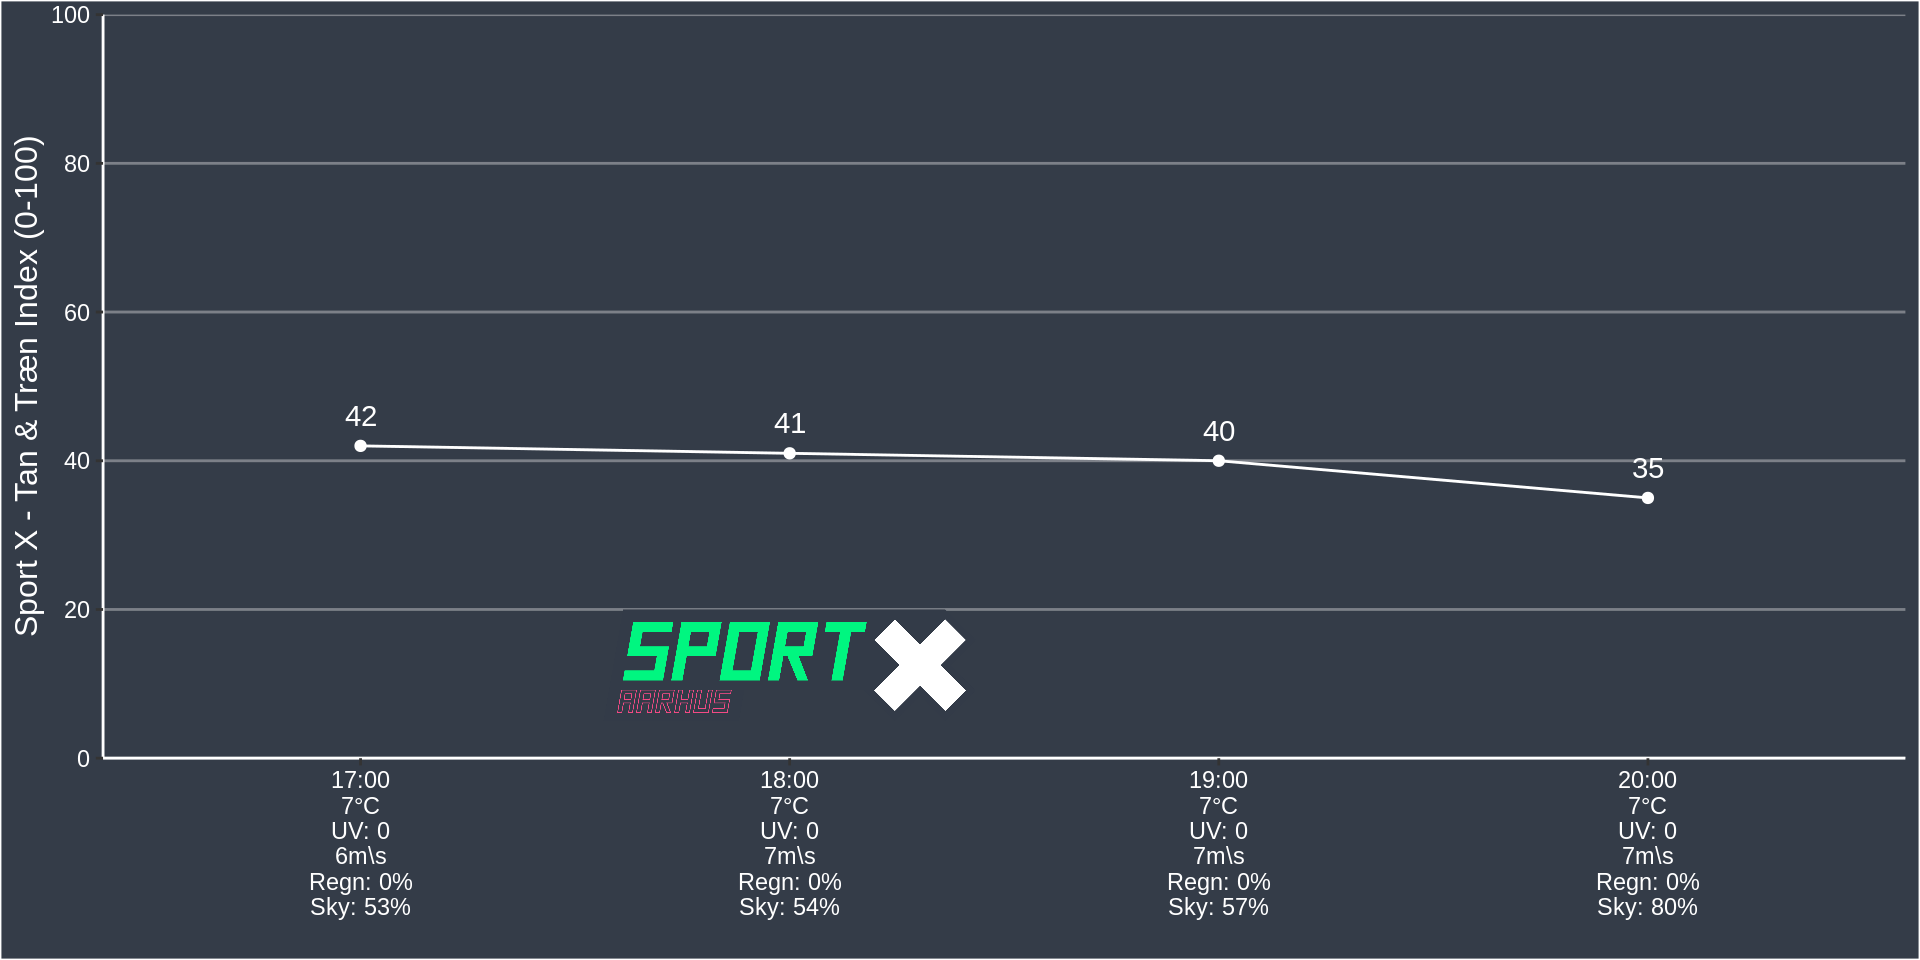 Sport X - Tan & Træn Index (0-100)
100
80
60
40
20
0
42
41
40
35
SPORT X
AARHUS
17:00
7°C
UV: 0
6m\s
Regn: 0%
Sky: 53%
18:00
7°C
UV: 0
7m\s
Regn: 0%
Sky: 54%
19:00
7°C
UV: 0
7m\s
Regn: 0%
Sky: 57%
20:00
7°C
UV: 0
7m\s
Regn: 0%
Sky: 80%